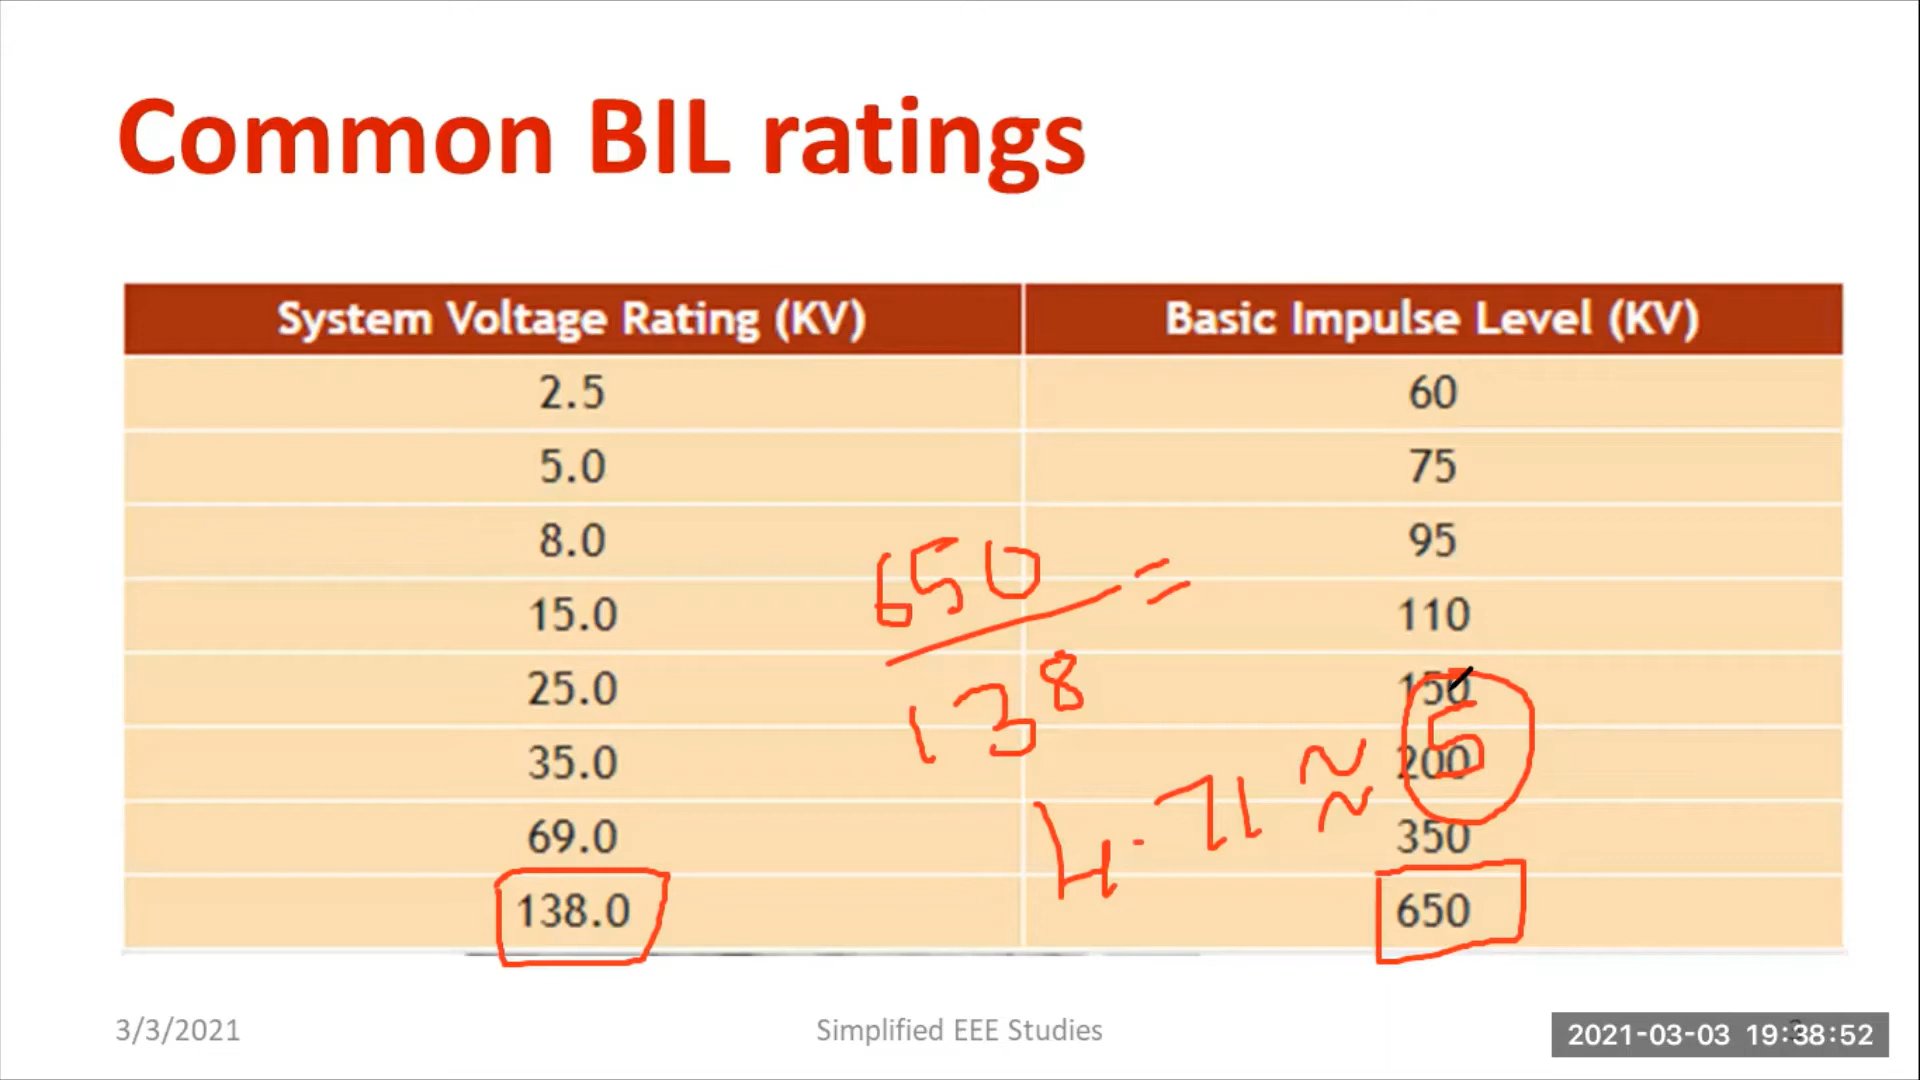 Common BIL ratings
System Voltage Rating (KV) Basic Impulse Level (KV)
2.5 60
5.0 75
8.0 95
15.0 110
25.0 150
35.0 200
69.0 350
138.0 650
650 =
138
4.71 ≈ 5
3/3/2021 Simplified EEE Studies
2021-03-03 19:38:52